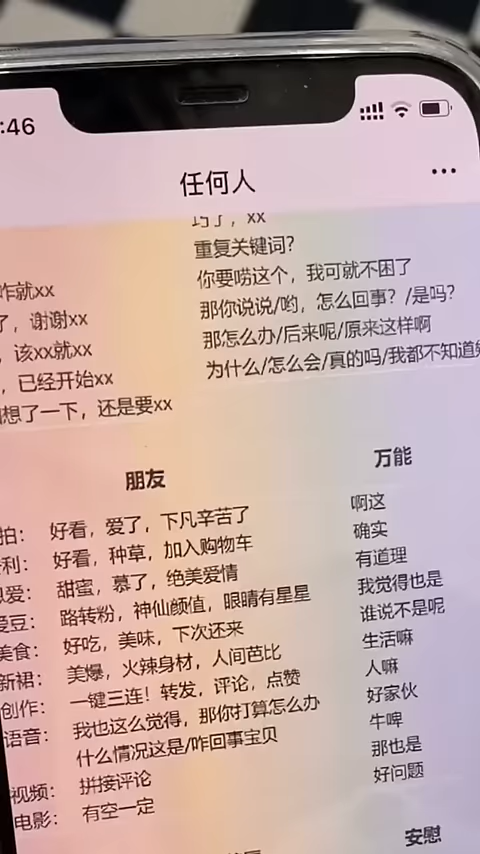 :46
任何人
巧了，xx
重复关键词？
你要唠这个，我可就不困了
那你说说/哟，怎么回事？/是吗？
那怎么办/后来呢/原来这样啊
为什么/怎么会/真的吗/我都不知道
咋就xx
了，谢谢xx
，该xx就xx
，已经开始xx
想了一下，还是要xx
朋友
拍： 好看，爱了，下凡辛苦了
利： 好看，种草，加入购物车
爱： 甜蜜，慕了，绝美爱情
爱豆： 路转粉，神仙颜值，眼睛有星星
美食： 好吃，美味，下次还来
新裙： 美爆，火辣身材，人间芭比
创作： 一键三连！转发，评论，点赞
语音： 我也这么觉得，那你打算怎么办
什么情况这是/咋回事宝贝
视频： 拼接评论
电影： 有空一定
万能
啊这
确实
有道理
我觉得也是
谁说不是呢
生活嘛
人嘛
好家伙
牛啤
那也是
好问题
安慰